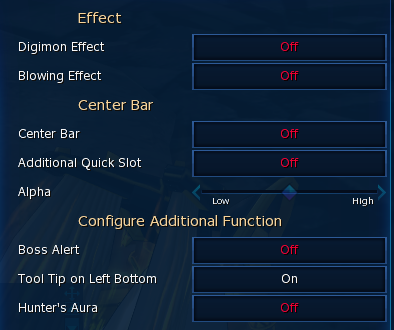 Effect
Digimon Effect Off
Blowing Effect Off
Center Bar
Center Bar Off
Additional Quick Slot Off
Alpha
Low High
Configure Additional Function
Boss Alert Off
Tool Tip on Left Bottom On
Hunter's Aura Off